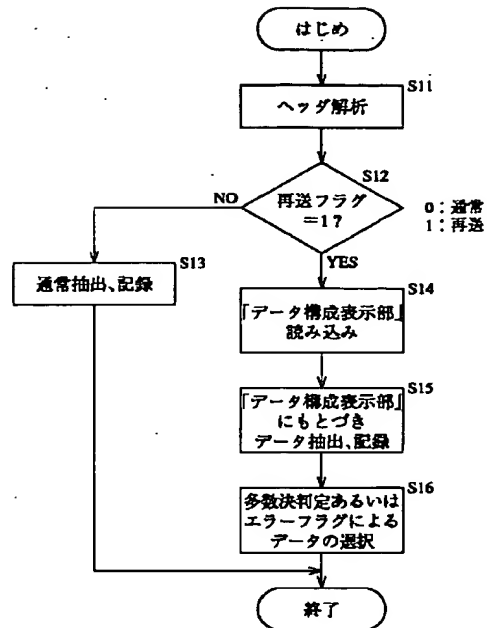 はじめ
S11
ヘッダ解析
S12
再送フラグ
=1?
NO
0:通常
1:再送
YES
S13
通常抽出、記録
S14
「データ構成表示部」
読み込み
S15
「データ構成表示部」
にもとづき
データ抽出、記録
S16
多数決判定あるいは
エラーフラグによる
データの選択
終了